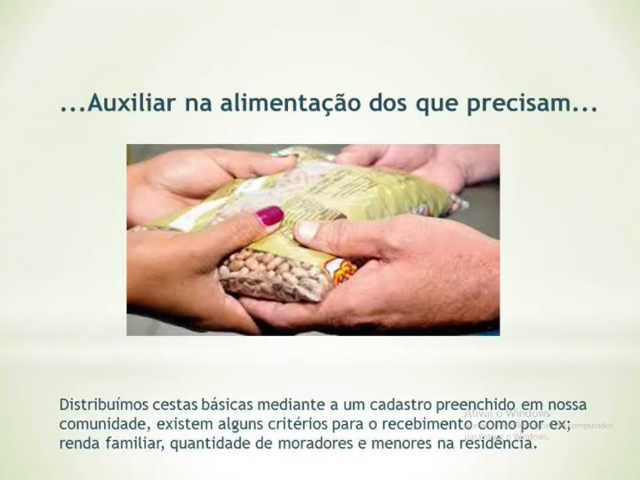 ...Auxiliar na alimentação dos que precisam...
Distribuímos cestas básicas mediante a um cadastro preenchido em nossa
comunidade, existem alguns critérios para o recebimento como por ex;
renda familiar, quantidade de moradores e menores na residência.
Ativar o Windows